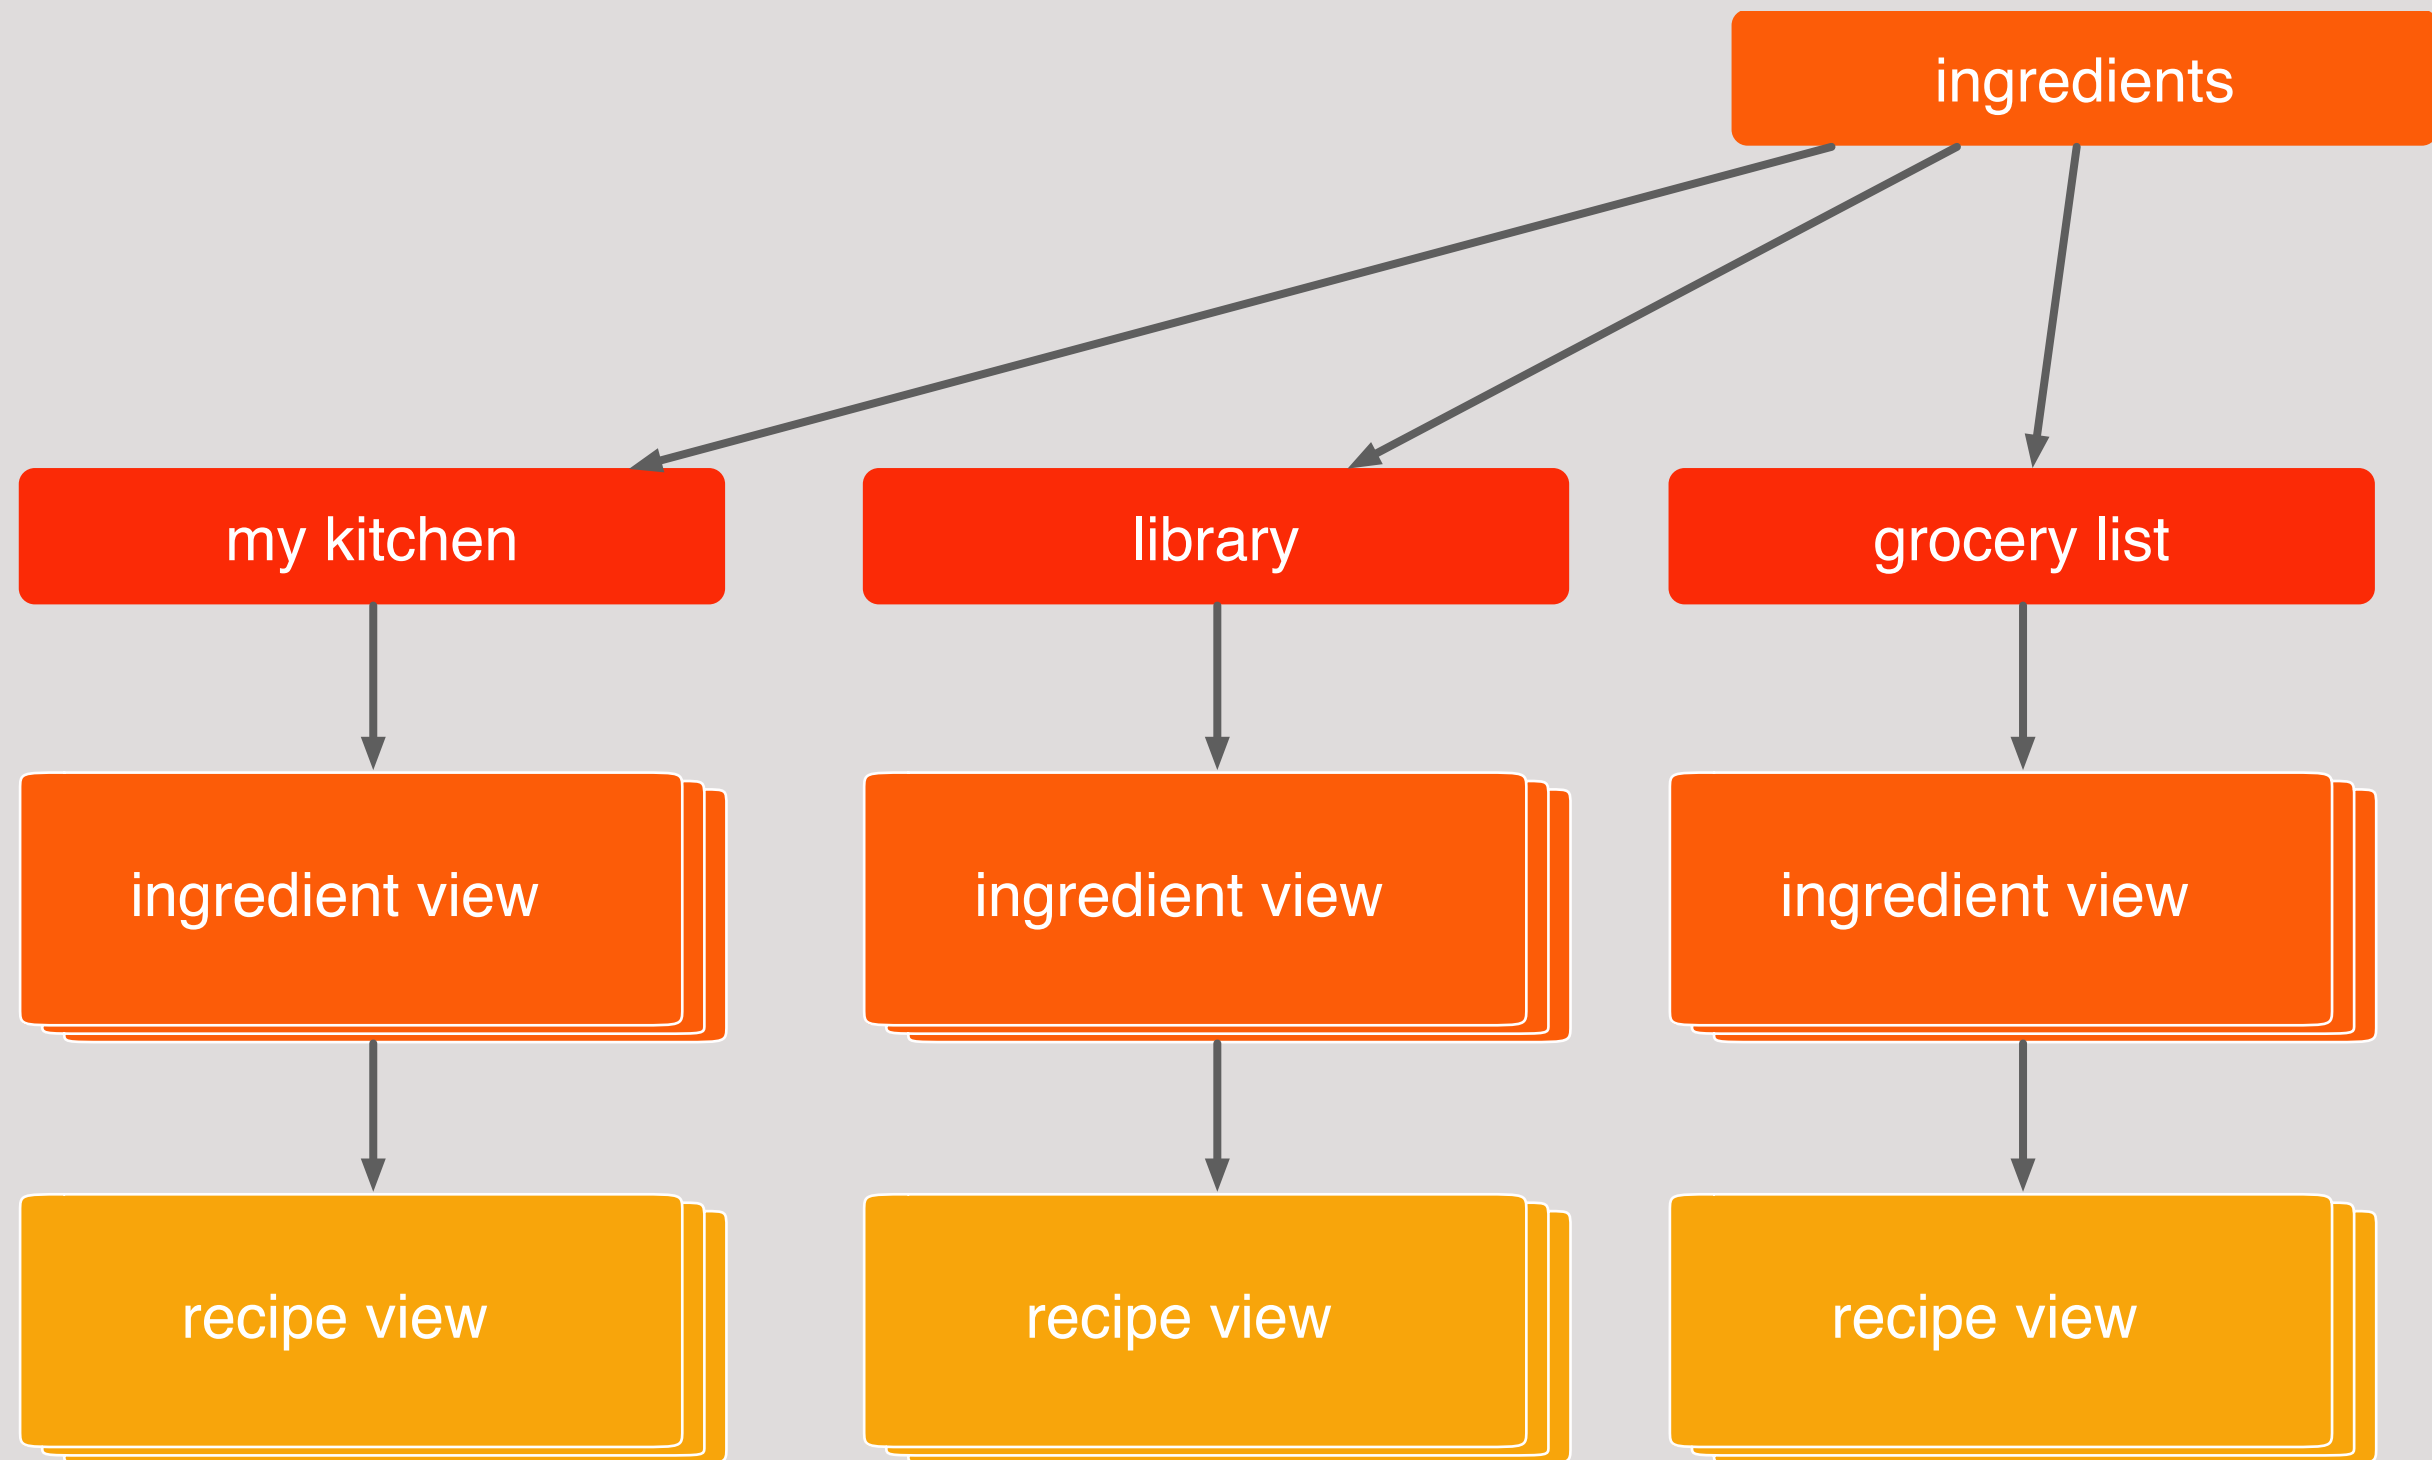 ingredients
my kitchen
library
grocery list
ingredient view
ingredient view
ingredient view
recipe view
recipe view
recipe view